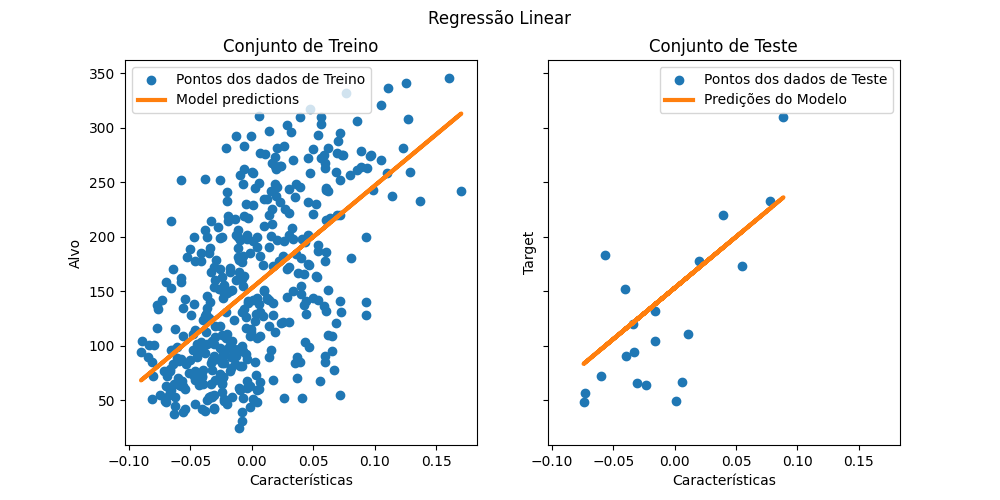 Regressão Linear
Conjunto de Treino
Pontos dos dados de Treino
Model predictions
Alvo
350
300
250
200
150
100
50
−0.10 −0.05 0.00 0.05 0.10 0.15
Características
Conjunto de Teste
Pontos dos dados de Teste
Predições do Modelo
Target
−0.10 −0.05 0.00 0.05 0.10 0.15
Características